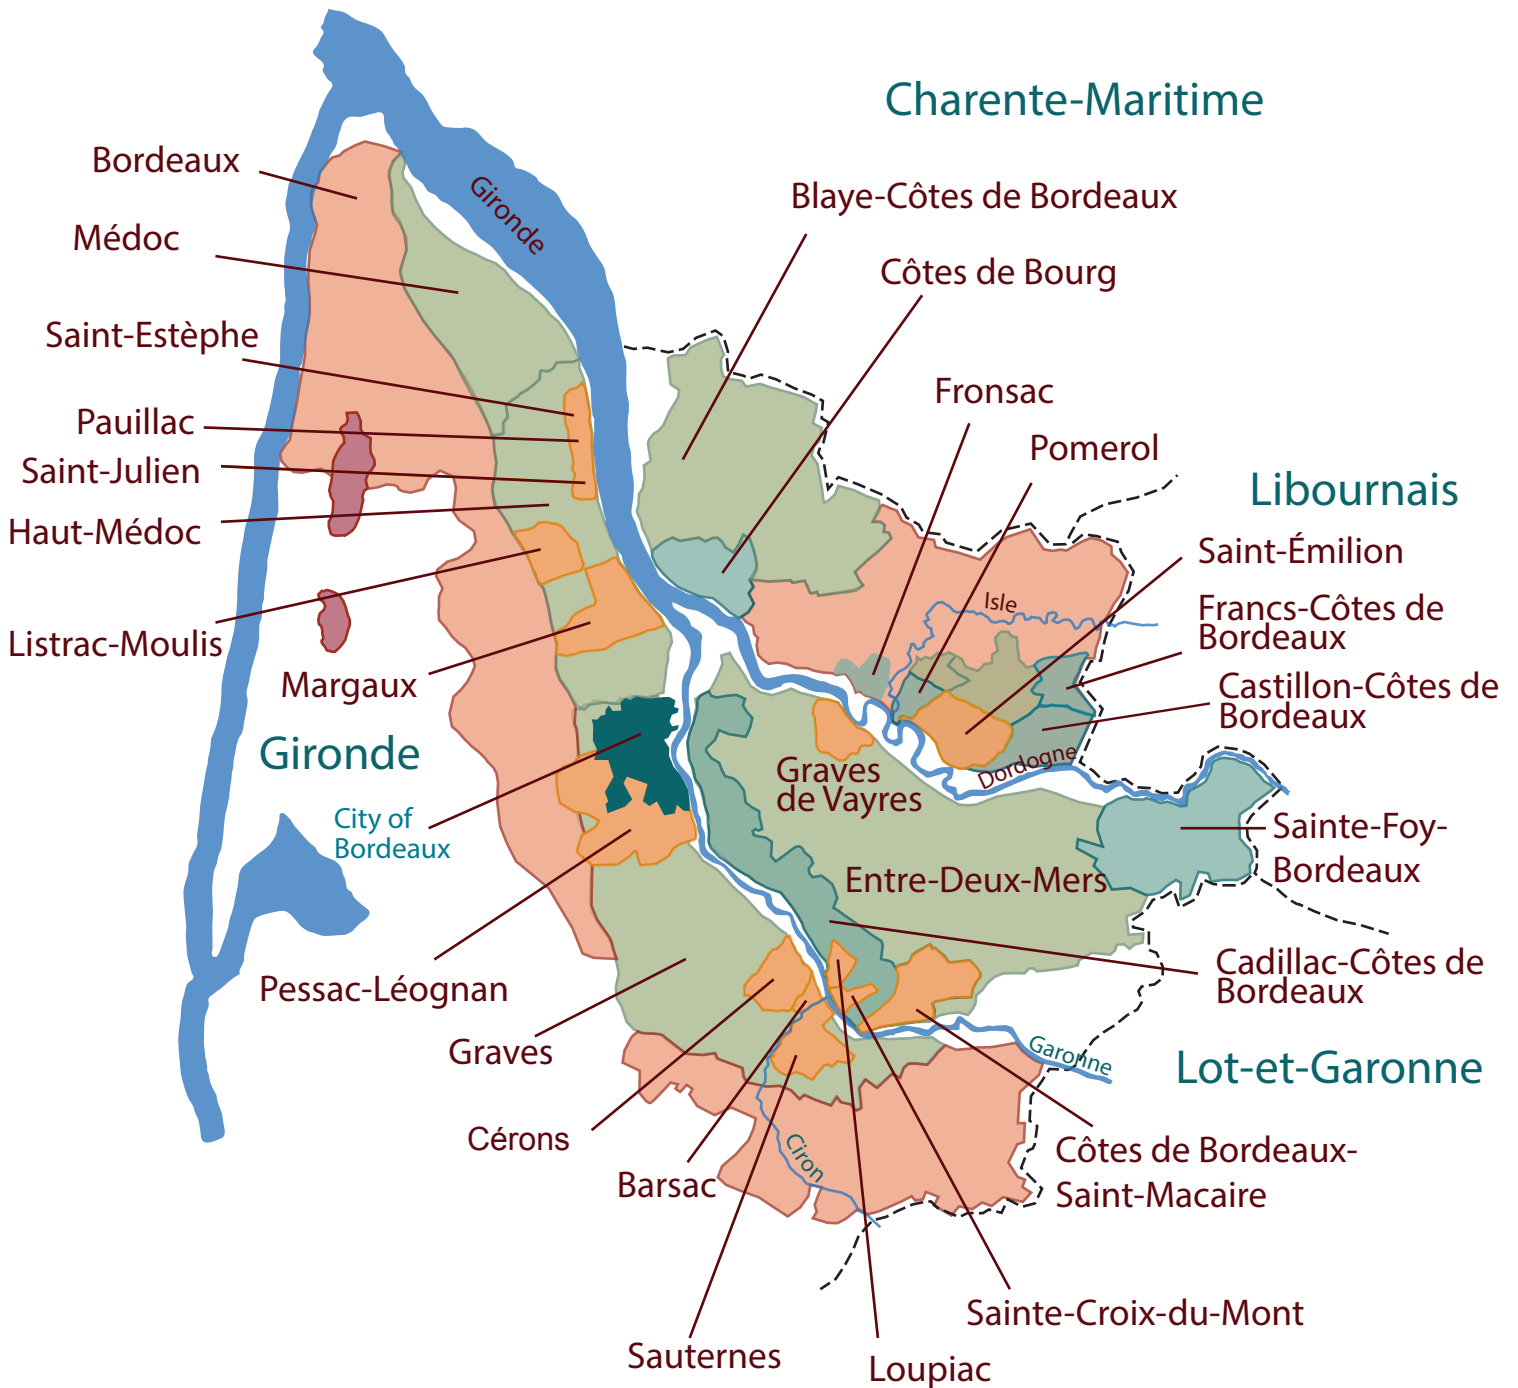 Charente-Maritime
Bordeaux
Gironde
Blaye-Côtes de Bordeaux
Médoc
Côtes de Bourg
Saint-Estèphe
Fronsac
Pauillac
Pomerol
Saint-Julien
Libournais
Haut-Médoc
Saint-Émilion
Isle
Francs-Côtes de
Bordeaux
Listrac-Moulis
Margaux
Castillon-Côtes de
Bordeaux
Gironde
Dordogne
Graves
de Vayres
City of
Bordeaux
Sainte-Foy-
Bordeaux
Entre-Deux-Mers
Cadillac-Côtes de
Bordeaux
Pessac-Léognan
Graves
Garonne
Lot-et-Garonne
Cérons
Ciron
Côtes de Bordeaux-
Saint-Macaire
Barsac
Sainte-Croix-du-Mont
Sauternes
Loupiac